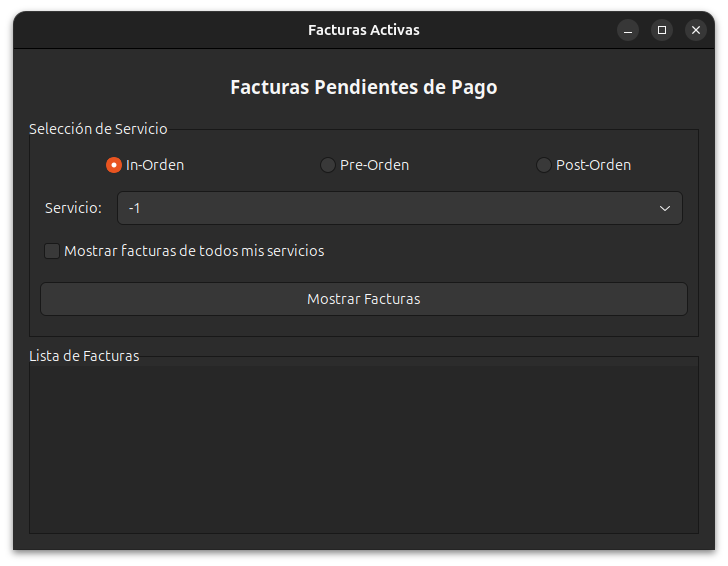 Facturas Activas
Facturas Pendientes de Pago
Selección de Servicio
In-Orden Pre-Orden Post-Orden
Servicio: -1
Mostrar facturas de todos mis servicios
Mostrar Facturas
Lista de Facturas